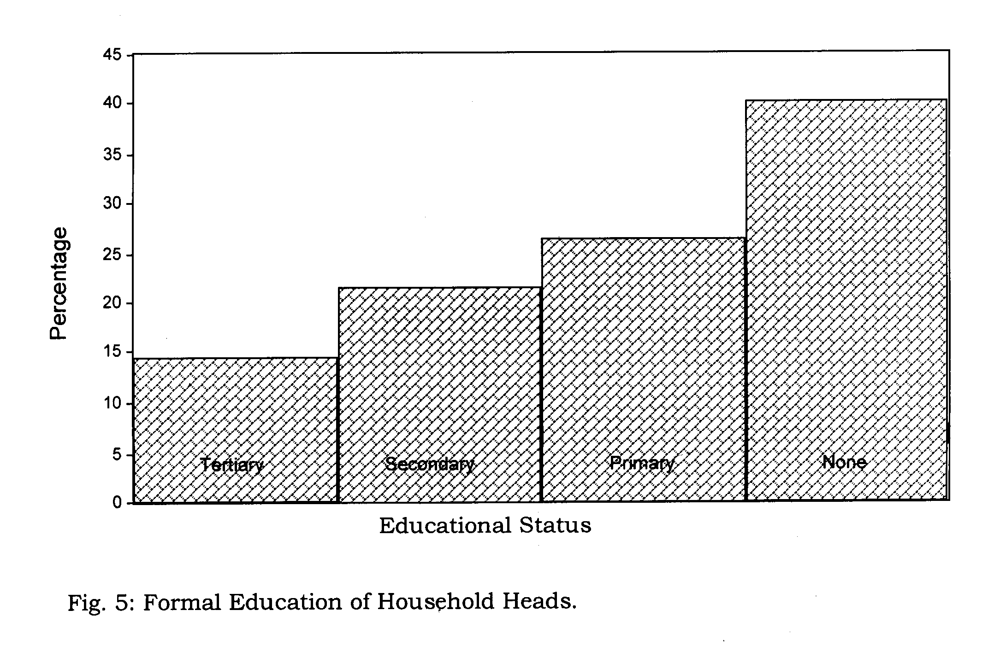 45
40
35
30
25
20
15
10
5
0
Percentage
Tertiary
Secondary
Primary
None
Educational Status
Fig. 5: Formal Education of Household Heads.